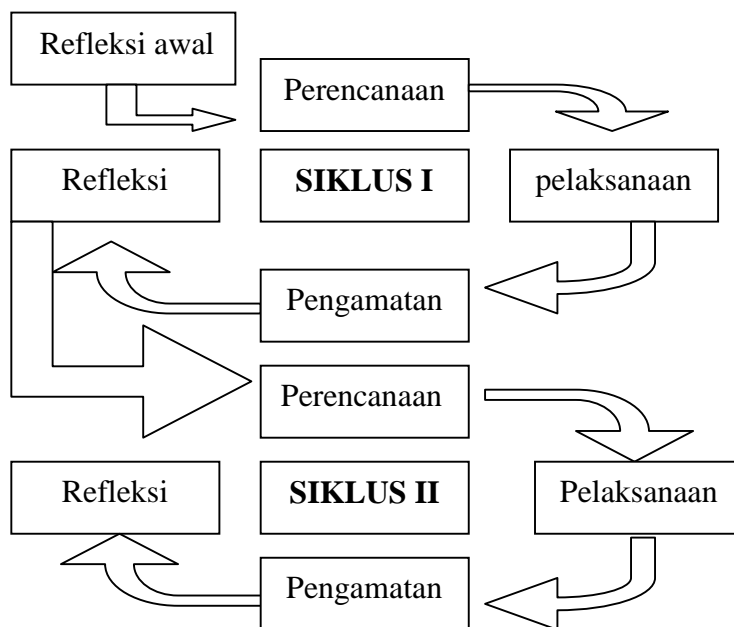 Refleksi awal
Perencanaan
Refleksi
SIKLUS I
pelaksanaan
Pengamatan
Perencanaan
Refleksi
SIKLUS II
Pelaksanaan
Pengamatan